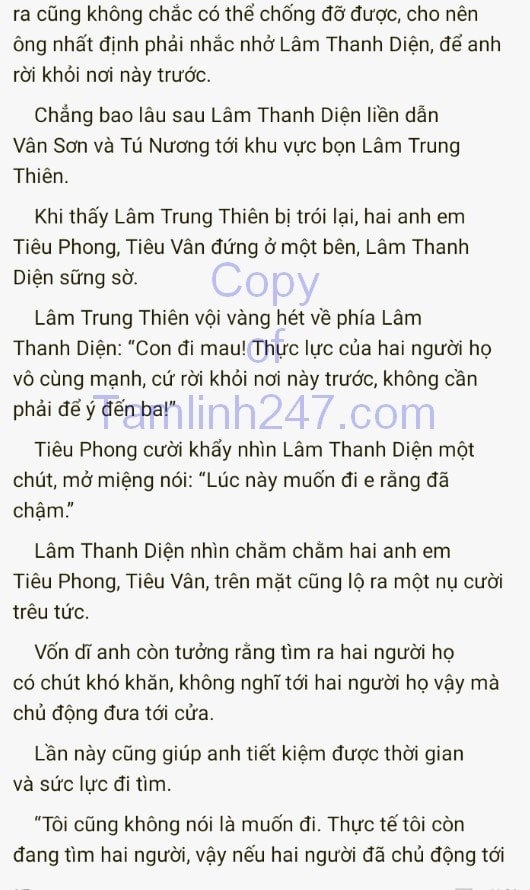 ra cũng không chắc có thể chống đỡ được, cho nên
ông nhất định phải nhắc nhở Lâm Thanh Diện, để anh
rời khỏi nơi này trước.
Chẳng bao lâu sau Lâm Thanh Diện liền dẫn
Vân Sơn và Tú Nương tới khu vực bọn Lâm Trung
Thiên.
Khi thấy Lâm Trung Thiên bị trói lại, hai anh em
Tiêu Phong, Tiêu Vân đứng ở một bên, Lâm Thanh
Diện sững sờ.
Copy
Lâm Trung Thiên vội vàng hét về phía Lâm
of
Thanh Diện: “Con đi mau! Thực lực của hai người họ
vô cùng mạnh, cứ rời khỏi nơi này trước, không cần
phải để ý đến ba!”
Tamlinh247.com
Tiêu Phong cười khẩy nhìn Lâm Thanh Diện một
chút, mở miệng nói: “Lúc này muốn đi e rằng đã
chậm.”
Lâm Thanh Diện nhìn chằm chằm hai anh em
Tiêu Phong, Tiêu Vân, trên mặt cũng lộ ra một nụ cười
trêu tức.
Vốn dĩ anh còn tưởng rằng tìm ra hai người họ
có chút khó khăn, không nghĩ tới hai người họ vậy mà
chủ động đưa tới cửa.
Lần này cũng giúp anh tiết kiệm được thời gian
và sức lực đi tìm.
“Tôi cũng không nói là muốn đi. Thực tế tôi còn
đang tìm hai người, vậy nếu hai người đã chủ động tới